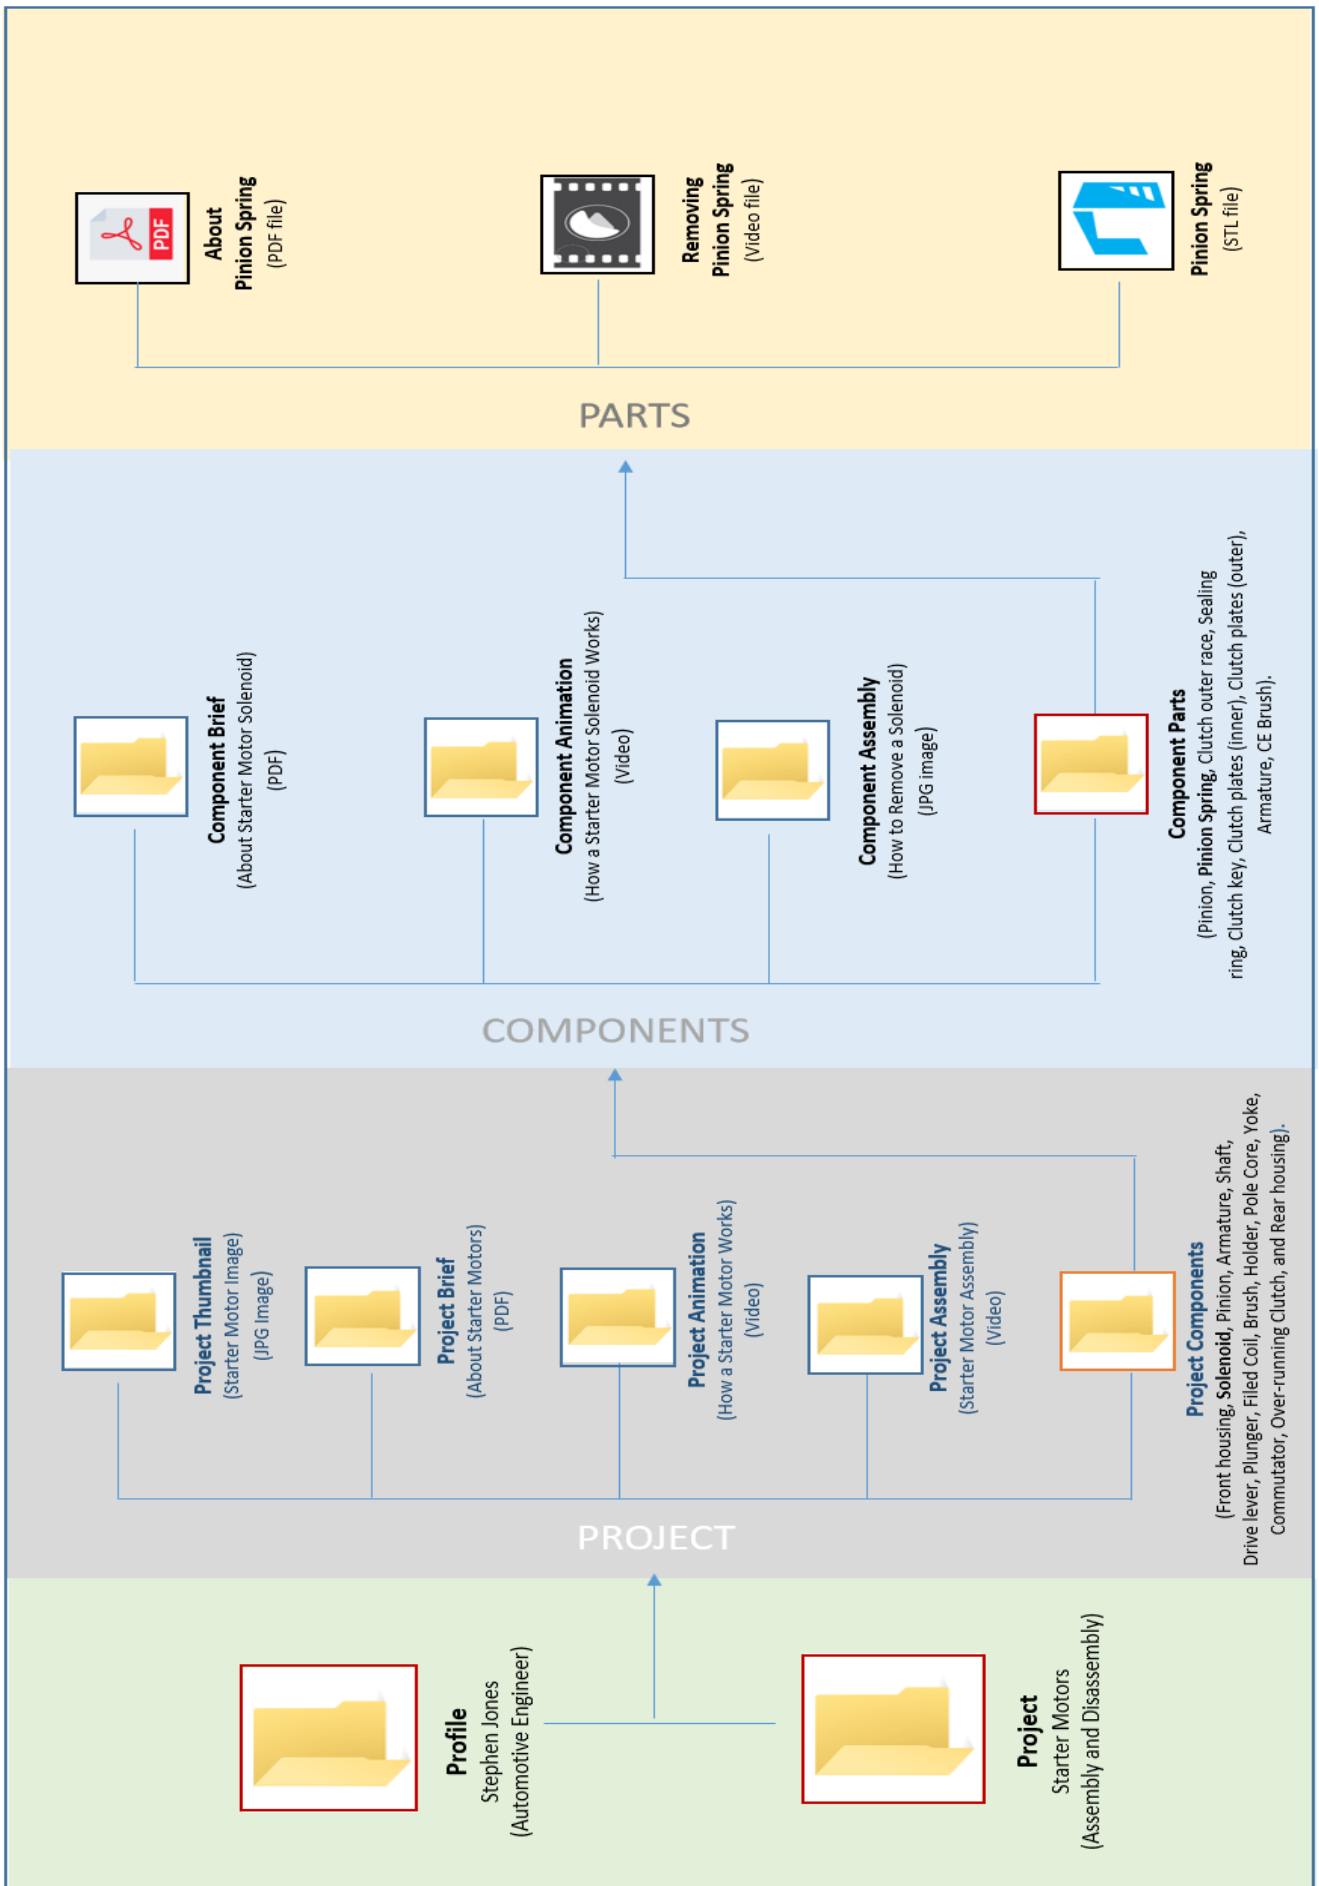 PDF
About
Pinion Spring
(PDF file)
Removing
Pinion Spring
(Video file)
Pinion Spring
(STL file)
PARTS
Component Brief
(About Starter Motor Solenoid)
(PDF)
Component Animation
(How a Starter Motor Solenoid Works)
(Video)
Component Assembly
(How to Remove a Solenoid)
(JPG image)
Component Parts
(Pinion, Pinion Spring, Clutch outer race, Sealing
ring, Clutch key, Clutch plates (inner), Clutch plates (outer),
Armature, CE Brush).
COMPONENTS
Project Thumbnail
(Starter Motor Image)
(JPG Image)
Project Brief
(About Starter Motors)
(PDF)
Project Animation
(How a Starter Motor Works)
(Video)
Project Assembly
(Starter Motor Assembly)
(Video)
Project Components
(Front housing, Solenoid, Pinion, Armature, Shaft,
Drive lever, Plunger, Filed Coil, Brush, Holder, Pole Core, Yoke,
Commutator, Over-running Clutch, and Rear housing).
PROJECT
Profile
Stephen Jones
(Automotive Engineer)
Project
Starter Motors
(Assembly and Disassembly)